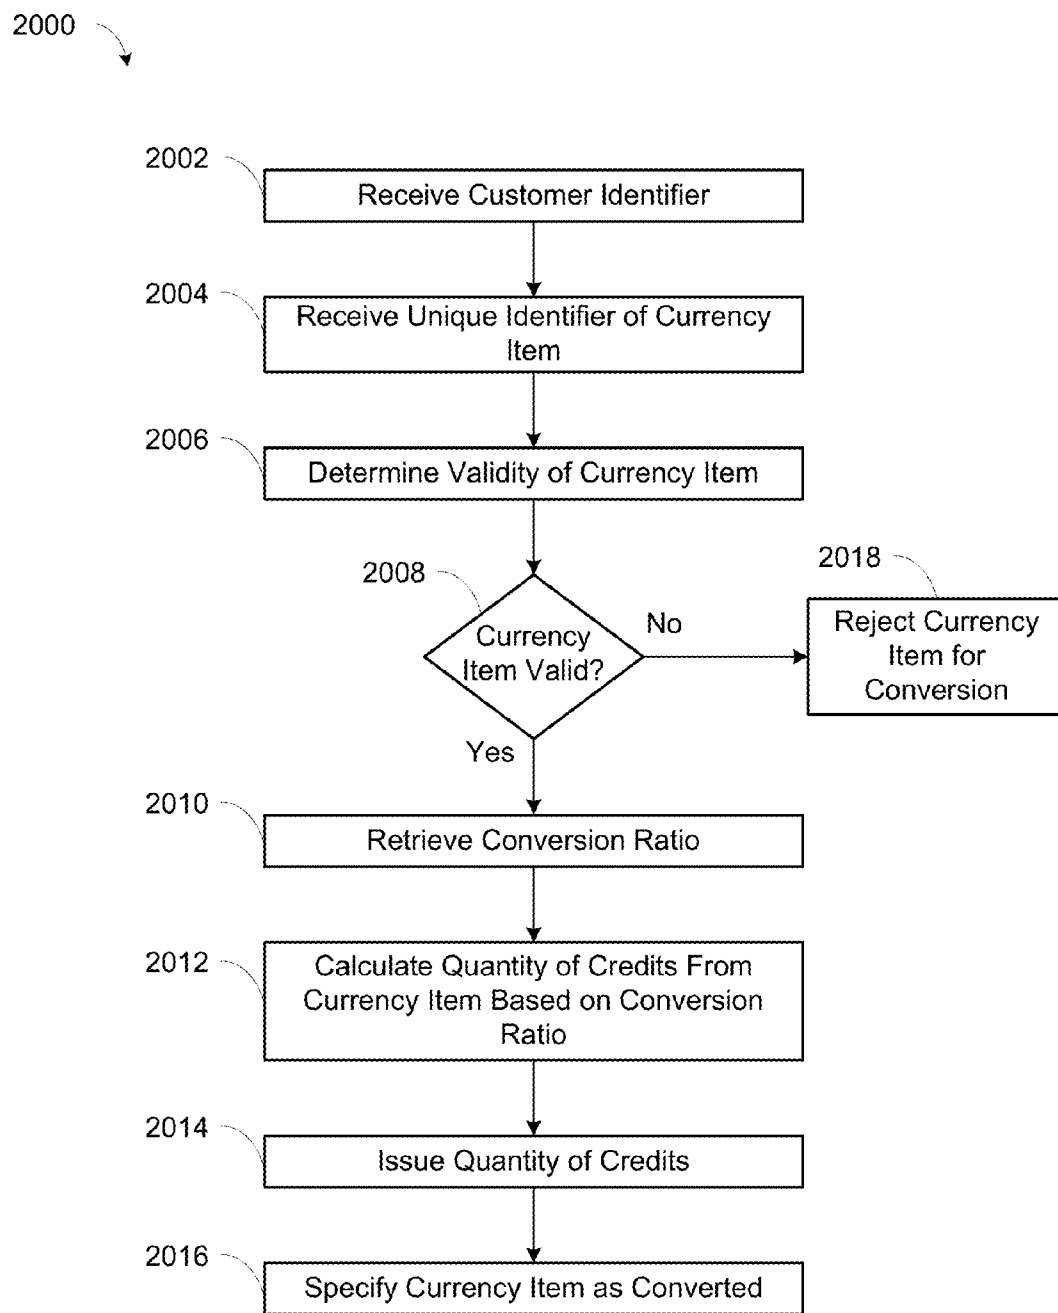 2000
2002
Receive Customer Identifier
2004
Receive Unique Identifier of Currency
Item
2006
Determine Validity of Currency Item
2008
Currency
Item Valid?
No
2018
Reject Currency
Item for
Conversion
Yes
2010
Retrieve Conversion Ratio
2012
Calculate Quantity of Credits From
Currency Item Based on Conversion
Ratio
2014
Issue Quantity of Credits
2016
Specify Currency Item as Converted